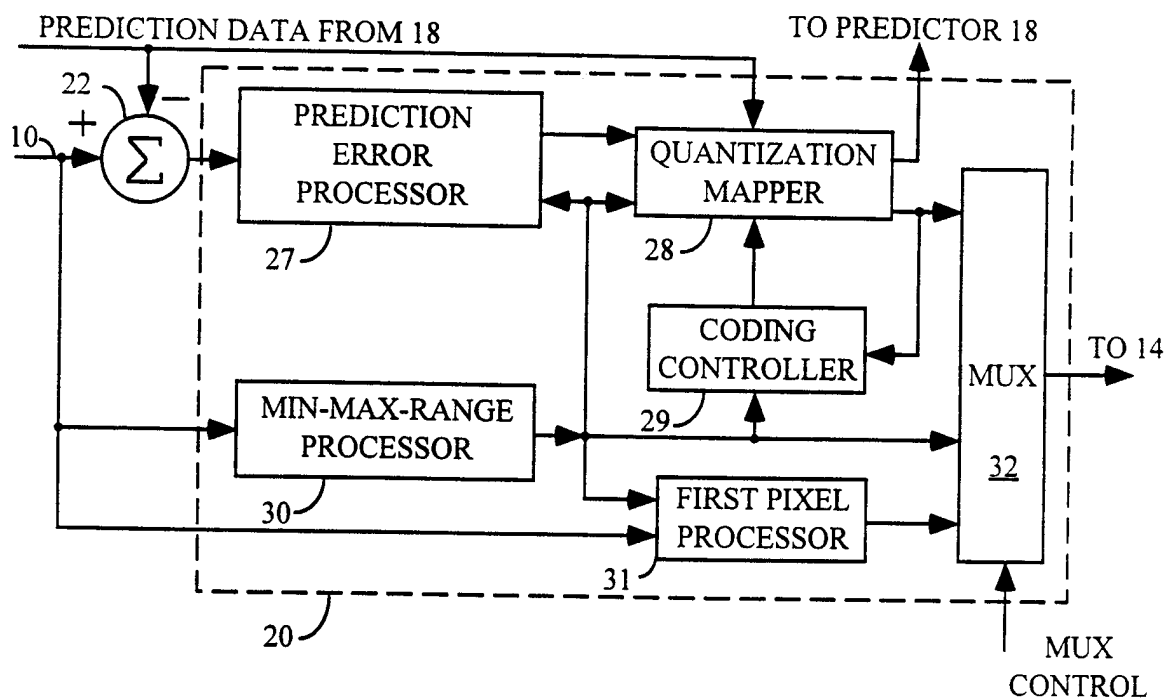 PREDICTION DATA FROM 18
TO PREDICTOR 18
22
−
+
10
Σ
PREDICTION
ERROR
PROCESSOR
27
QUANTIZATION
MAPPER
28
CODING
CONTROLLER
29
MUX
32
TO 14
MIN-MAX-RANGE
PROCESSOR
30
FIRST PIXEL
PROCESSOR
31
20
MUX
CONTROL